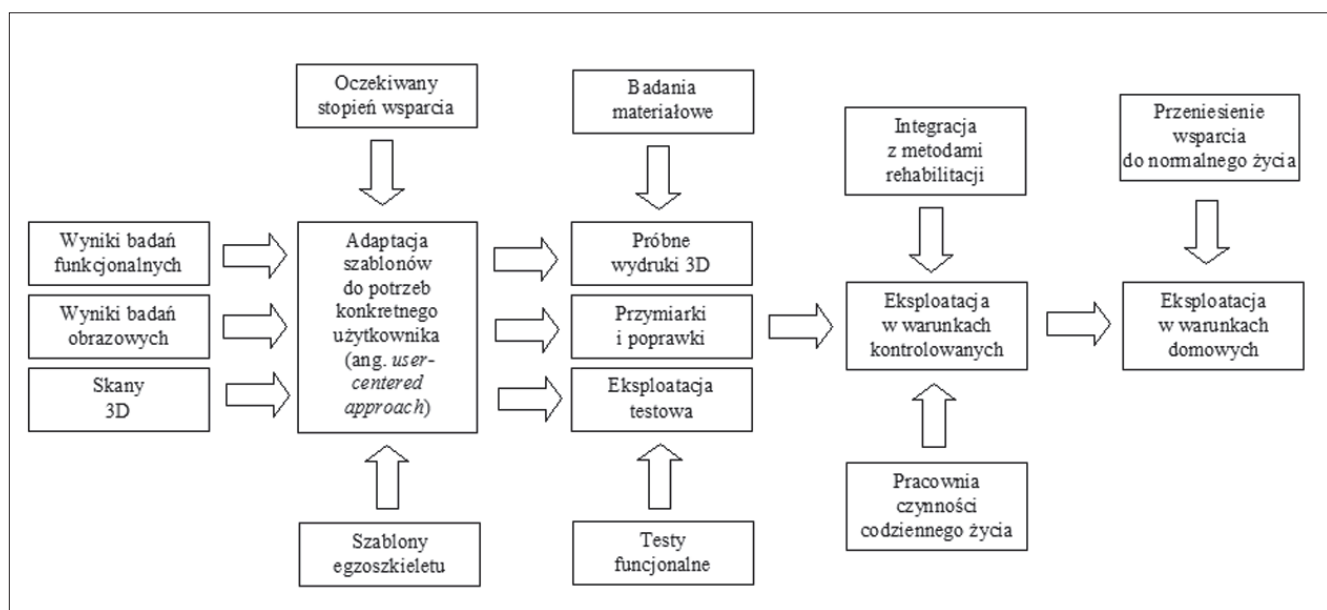 Oczekiwany
stopień wsparcia
Badania
materiałowe
Integracja
z metodami
rehabilitacji
Przeniesienie
wsparcia
do normalnego życia
Wyniki badań
funkcjonalnych
Wyniki badań
obrazowych
Skany
3D
Adaptacja
szablonów
do potrzeb
konkretnego
użytkownika
(ang. user-
centered
approach)
Próbne
wydruki 3D
Przymiarki
i poprawki
Eksploatacja
testowa
Eksploatacja
w warunkach
kontrolowanych
Eksploatacja
w warunkach
domowych
Szablony
egzoszkieletu
Testy
funcjonalne
Pracownia
czynności
codziennego życia